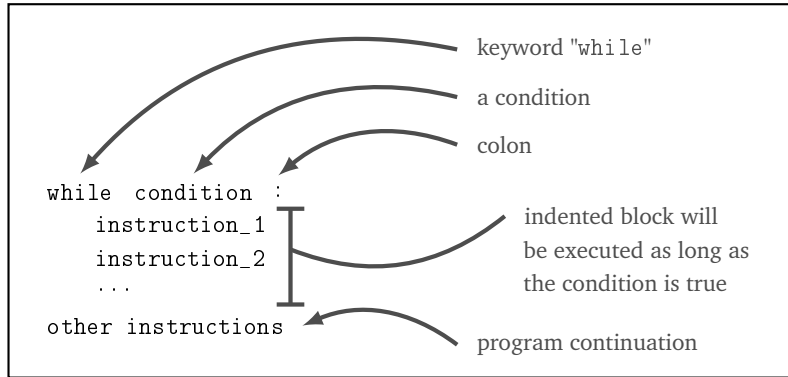 keyword "while"
a condition
colon
while condition :
instruction_1
instruction_2
...
indented block will
be executed as long as
the condition is true
other instructions
program continuation